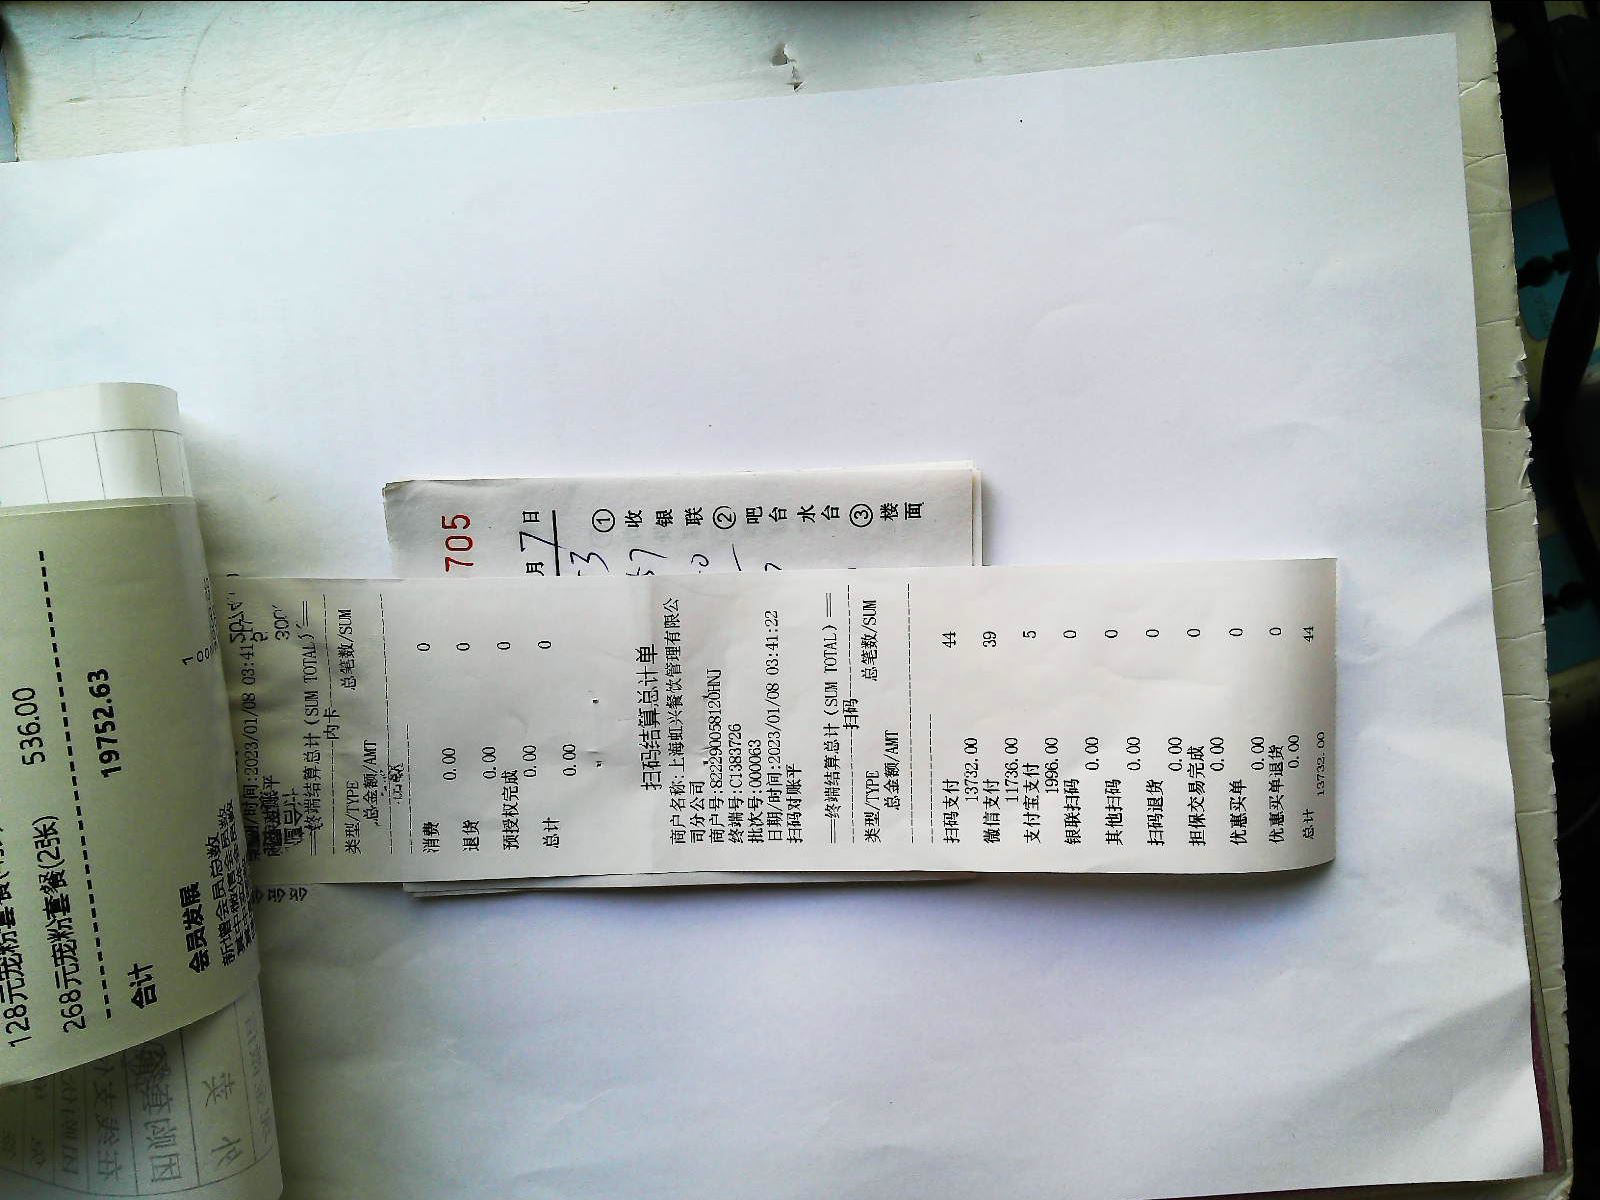 536.00
268元宠粉套餐(2张)
合计 19752.63
会员发展
新增会员总数 1
705
月7日
①收银联②吧台水台③楼面
时间:2023/01/08 03:41
(终端结算总计(SUM TOTAL)
内卡
类型/TYPE 总笔数/SUM
总金额/AMT
消费 0
0.00
退货 0
0.00
预授权完成 0
0.00
总计 0
0.00
扫码结算总计单
商户名称:上海虹兴餐饮管理有限公
司分公司
商户号:822290058120HNJ
终端号:C1383726
批次号:000063
日期/时间:2023/01/08 03:41:22
扫码对账平
══终端结算总计(SUM TOTAL)══
扫码
类型/TYPE 总笔数/SUM
总金额/AMT
扫码支付 44
13732.00
微信支付 39
11736.00
支付宝支付 5
1996.00
银联扫码 0
0.00
其他扫码 0
0.00
扫码退货 0
0.00
担保交易完成 0
0.00
优惠买单 0
0.00
优惠买单退货 0
0.00
总计 44
13732.00